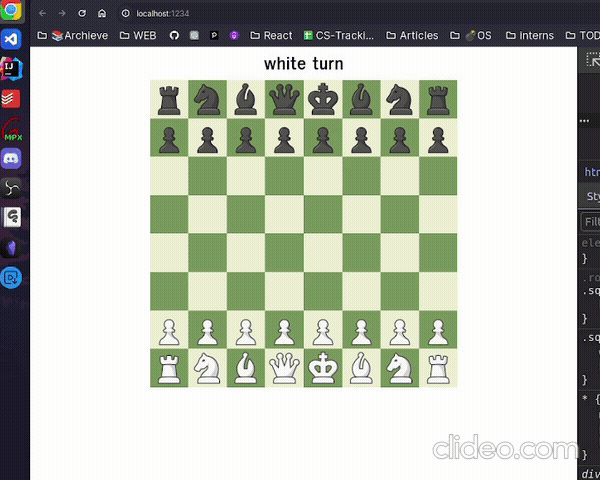 localhost:1234
📚Archieve WEB React CS-Tracki... Articles 💣OS Interns TOD
white turn
MPX
htm
Sty
Filt
ele
}
.ro
.sq
}
.sq
}
* {
}
div
clideo.com